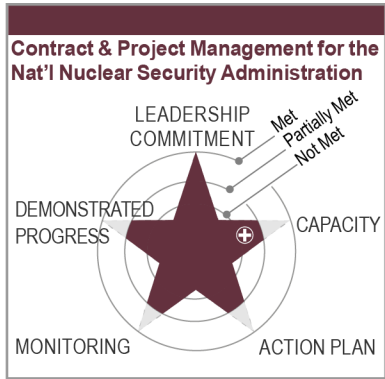 Contract & Project Management for the
Nat'l Nuclear Security Administration
LEADERSHIP
COMMITMENT
Met
Partially Met
Not Met
DEMONSTRATED
PROGRESS
CAPACITY
MONITORING
ACTION PLAN